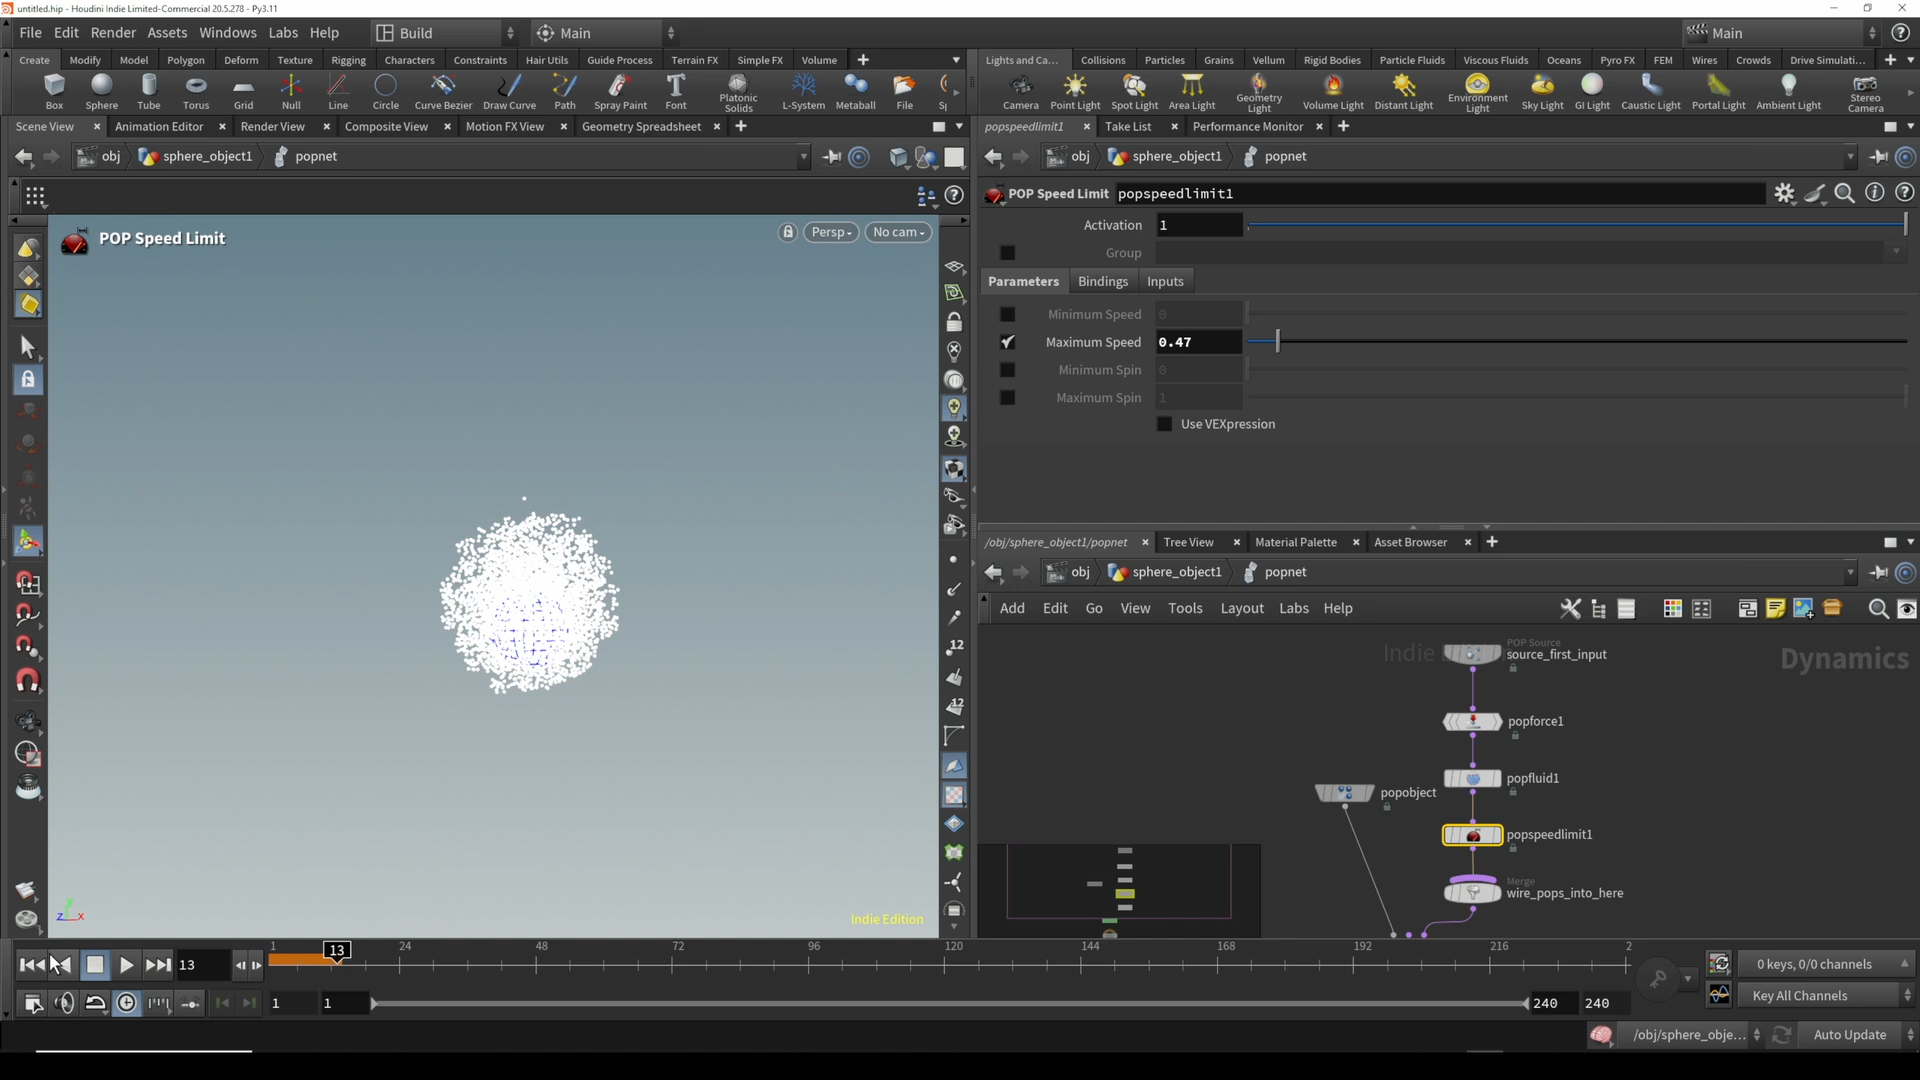 untitled.hip - Houdini Indie Limited-Commercial 20.5.278 - Py3.11
File Edit Render Assets Windows Labs Help Build Main Main
Create Modify Model Polygon Deform Texture Rigging Characters Constraints Hair Utils Guide Process Terrain FX Simple FX Volume
Lights and Ca... Collisions Particles Grains Vellum Rigid Bodies Particle Fluids Viscous Fluids Oceans Pyro FX FEM Wires Crowds Drive Simulati...
Box Sphere Tube Torus Grid Null Line Circle Curve Bezier Draw Curve Path Spray Paint Font Platonic Solids L-System Metaball File
Camera Point Light Spot Light Area Light Geometry Light Volume Light Distant Light Environment Light Sky Light GI Light Caustic Light Portal Light Ambient Light Stereo Camera
Scene View Animation Editor Render View Composite View Motion FX View Geometry Spreadsheet
popspeedlimit1 Take List Performance Monitor
obj sphere_object1 popnet
obj sphere_object1 popnet
POP Speed Limit popspeedlimit1
Activation 1
Group
Parameters Bindings Inputs
Minimum Speed 0
Maximum Speed 0.47
Minimum Spin 0
Maximum Spin 1
Use VEXpression
POP Speed Limit
Persp No cam
12
12
z x
Indie Edition
/obj/sphere_object1/popnet Tree View Material Palette Asset Browser
obj sphere_object1 popnet
Add Edit Go View Tools Layout Labs Help
Indie
Dynamics
POP Source
source_first_input
popforce1
popfluid1
popobject
popspeedlimit1
Merge
wire_pops_into_here
13
1 13 24 48 72 96 120 144 168 192 216 2
1 1 240 240
0 keys, 0/0 channels
Key All Channels
/obj/sphere_obje... Auto Update